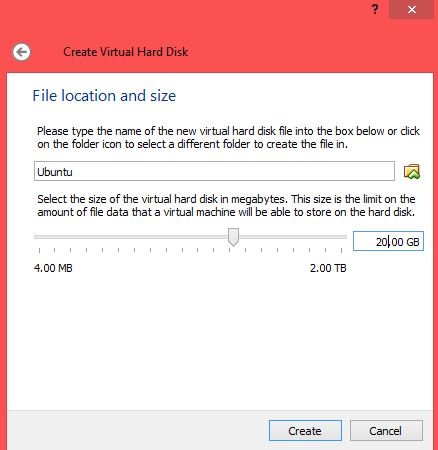 ?
Create Virtual Hard Disk
File location and size
Please type the name of the new virtual hard disk file into the box below or click
on the folder icon to select a different folder to create the file in.
Ubuntu
Select the size of the virtual hard disk in megabytes. This size is the limit on the
amount of file data that a virtual machine will be able to store on the hard disk.
20.00 GB
4.00 MB 2.00 TB
Create Cancel